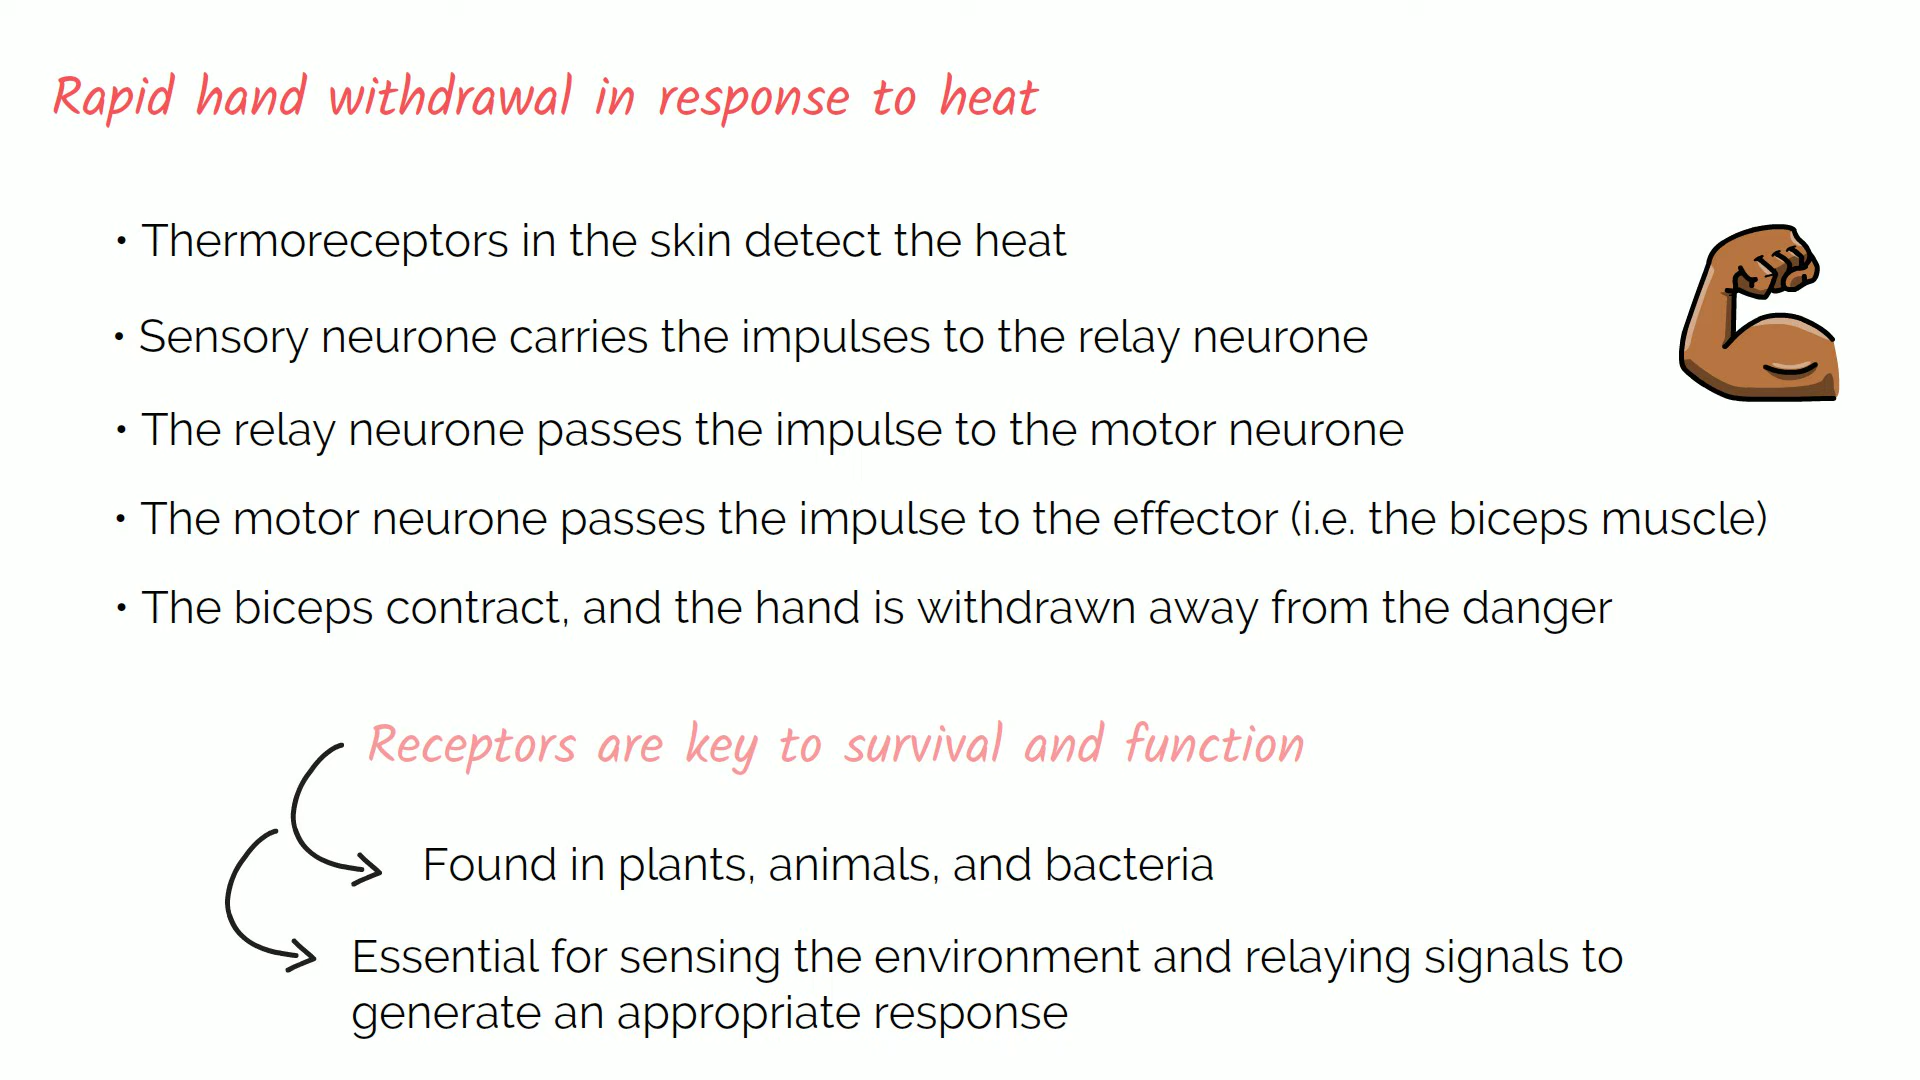 Rapid hand withdrawal in response to heat
• Thermoreceptors in the skin detect the heat
• Sensory neurone carries the impulses to the relay neurone
• The relay neurone passes the impulse to the motor neurone
• The motor neurone passes the impulse to the effector (i.e. the biceps muscle)
• The biceps contract, and the hand is withdrawn away from the danger
Receptors are key to survival and function
Found in plants, animals, and bacteria
Essential for sensing the environment and relaying signals to
generate an appropriate response